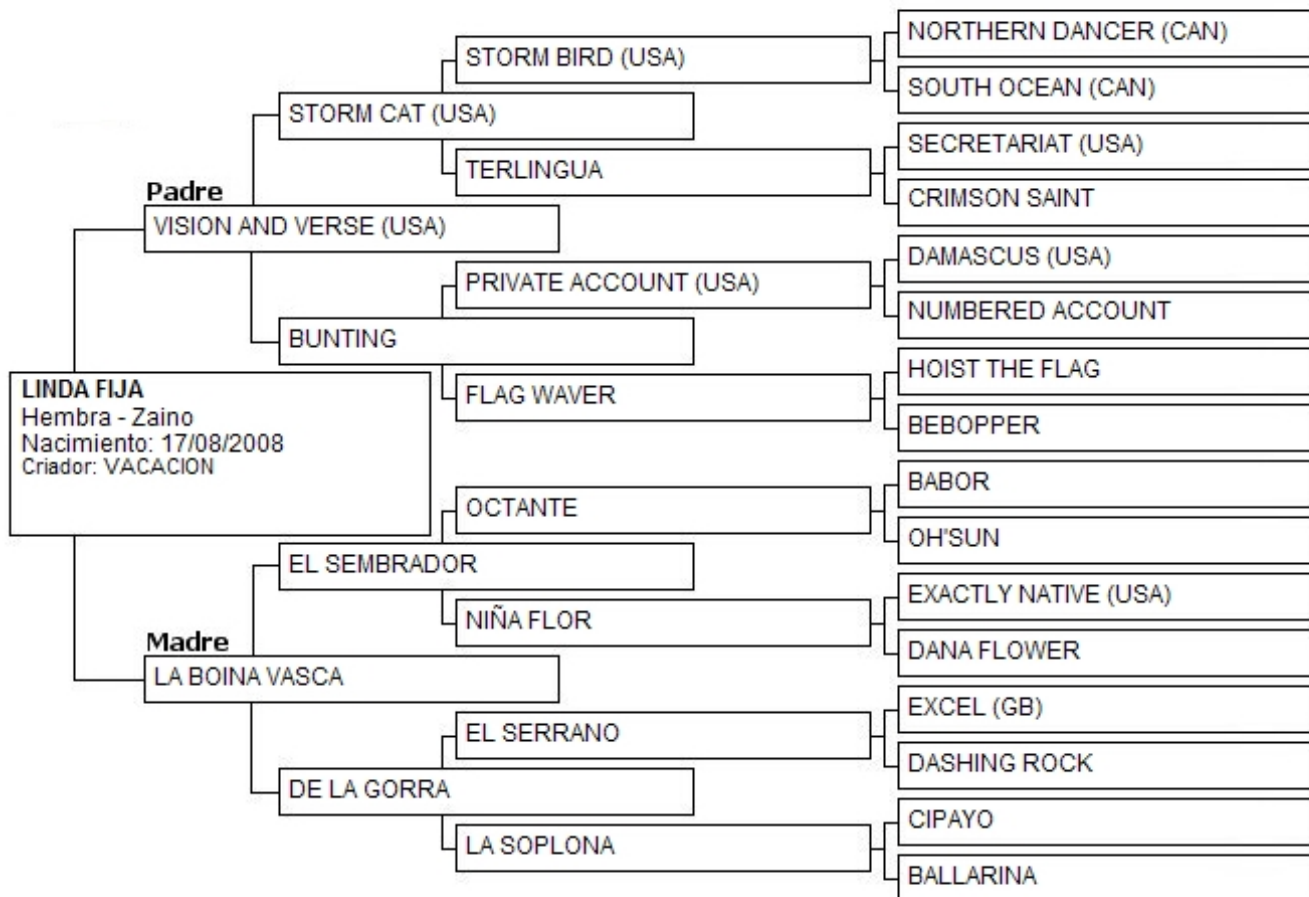 NORTHERN DANCER (CAN)
STORM BIRD (USA)
SOUTH OCEAN (CAN)
STORM CAT (USA)
SECRETARIAT (USA)
TERLINGUA
CRIMSON SAINT
Padre
VISION AND VERSE (USA)
DAMASCUS (USA)
PRIVATE ACCOUNT (USA)
NUMBERED ACCOUNT
BUNTING
HOIST THE FLAG
FLAG WAVER
BEBOPPER
LINDA FIJA
Hembra - Zaino
Nacimiento: 17/08/2008
Criador: VACACION
BABOR
OCTANTE
OH'SUN
EL SEMBRADOR
EXACTLY NATIVE (USA)
NIÑA FLOR
DANA FLOWER
Madre
LA BOINA VASCA
EXCEL (GB)
EL SERRANO
DASHING ROCK
DE LA GORRA
CIPAYO
LA SOPLONA
BALLARINA